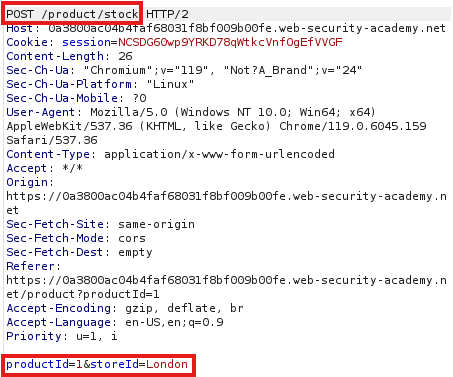 POST /product/stock HTTP/2
Host: 0a3800ac04b4faf68031f8bf009b00fe.web-security-academy.net
Cookie: session=NCSDG60wp9YRKD78qWtkcVnfOgEfVVGF
Content-Length: 26
Sec-Ch-Ua: "Chromium";v="119", "Not?A_Brand";v="24"
Sec-Ch-Ua-Platform: "Linux"
Sec-Ch-Ua-Mobile: ?0
User-Agent: Mozilla/5.0 (Windows NT 10.0; Win64; x64)
AppleWebKit/537.36 (KHTML, like Gecko) Chrome/119.0.6045.159
Safari/537.36
Content-Type: application/x-www-form-urlencoded
Accept: */*
Origin:
https://0a3800ac04b4faf68031f8bf009b00fe.web-security-academy.n
et
Sec-Fetch-Site: same-origin
Sec-Fetch-Mode: cors
Sec-Fetch-Dest: empty
Referer:
https://0a3800ac04b4faf68031f8bf009b00fe.web-security-academy.n
et/product?productId=1
Accept-Encoding: gzip, deflate, br
Accept-Language: en-US,en;q=0.9
Priority: u=1, i
productId=1&storeId=London